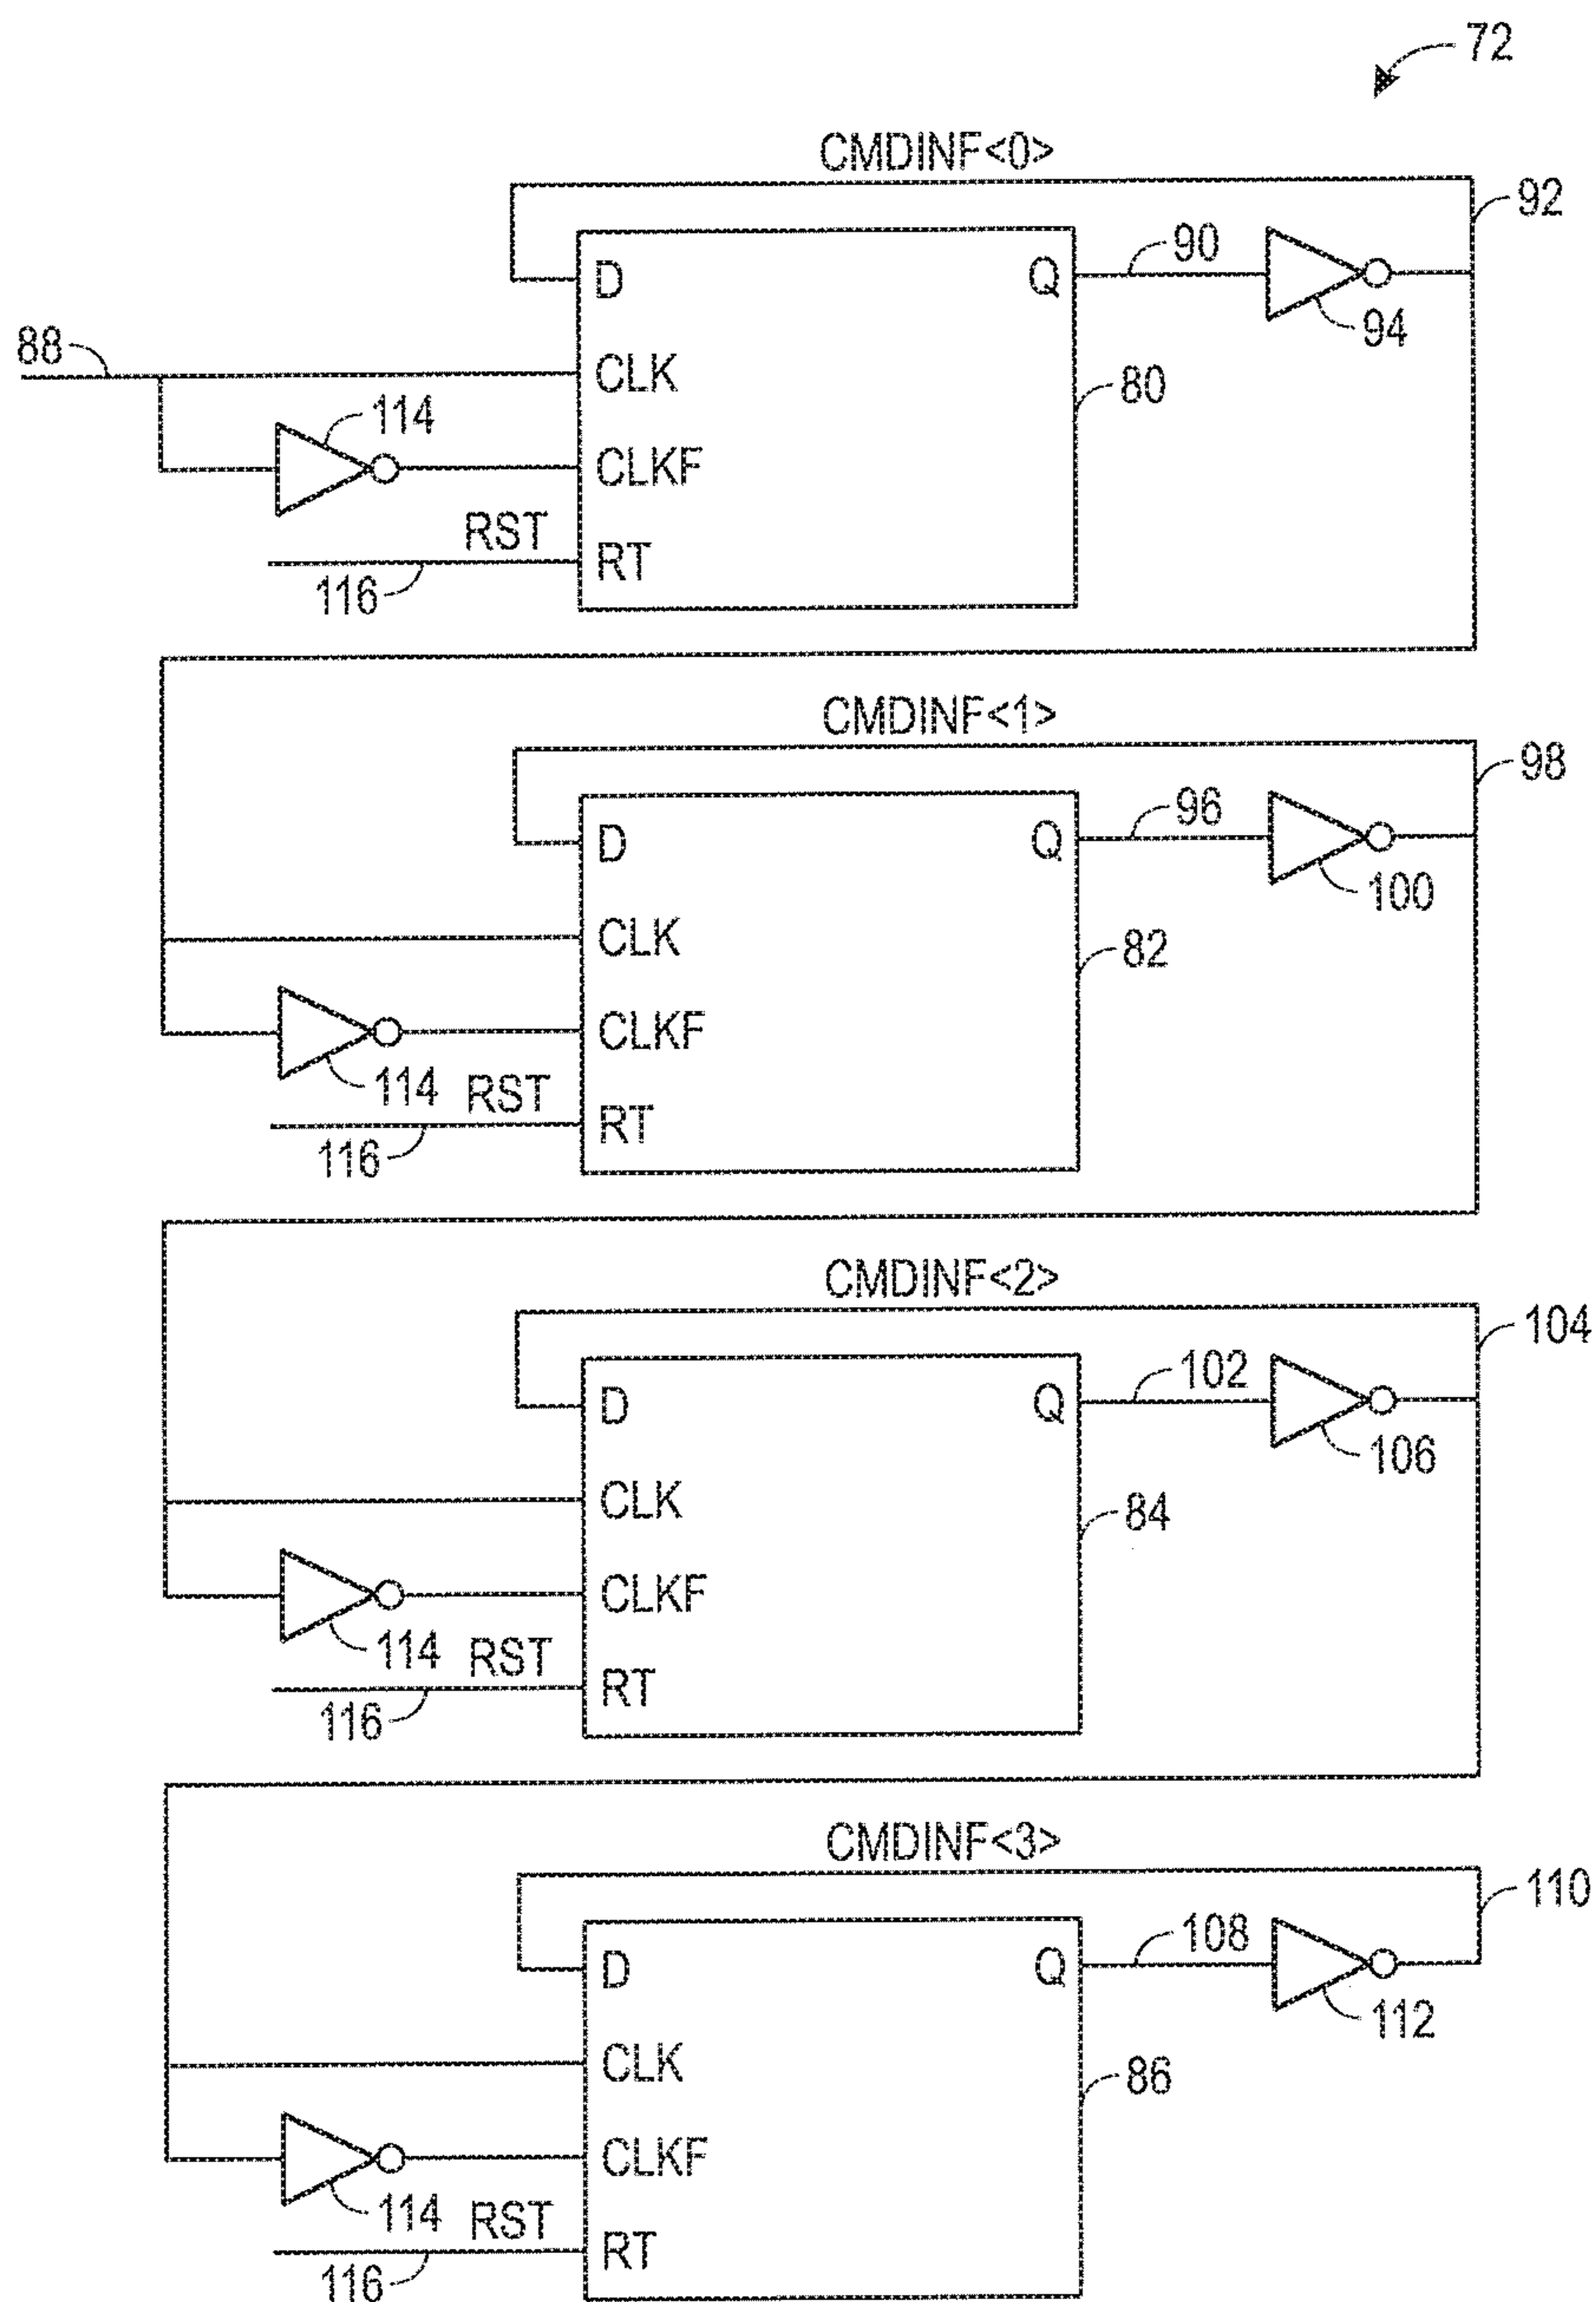 72
CMDINF<0>
92
D
Q
90
94
88
CLK
80
114
CLKF
RST
RT
116
CMDINF<1>
98
D
Q
96
100
CLK
82
CLKF
114
RST
RT
116
CMDINF<2>
104
D
Q
102
106
CLK
84
CLKF
114
RST
RT
116
CMDINF<3>
110
D
Q
108
112
CLK
86
CLKF
114
RST
RT
116